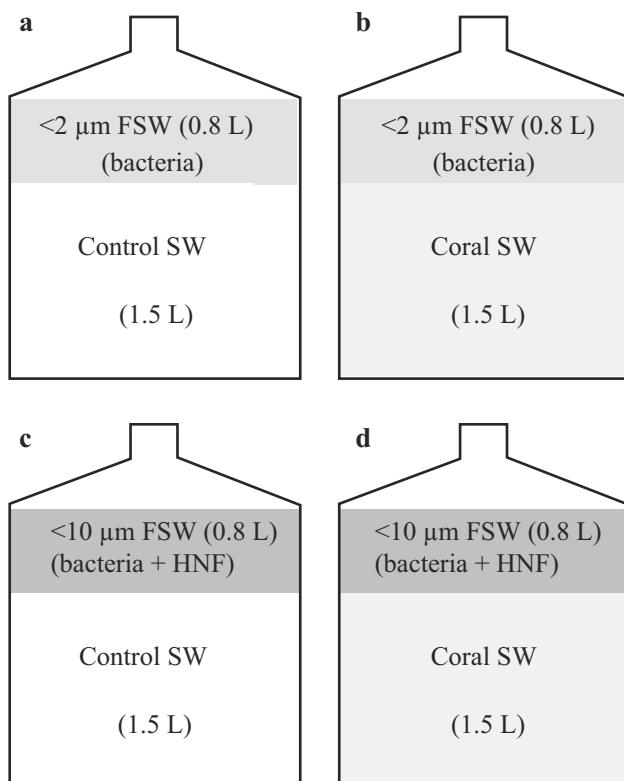 a
<2 µm FSW (0.8 L)
(bacteria)
Control SW
(1.5 L)
b
<2 µm FSW (0.8 L)
(bacteria)
Coral SW
(1.5 L)
c
<10 µm FSW (0.8 L)
(bacteria + HNF)
Control SW
(1.5 L)
d
<10 µm FSW (0.8 L)
(bacteria + HNF)
Coral SW
(1.5 L)